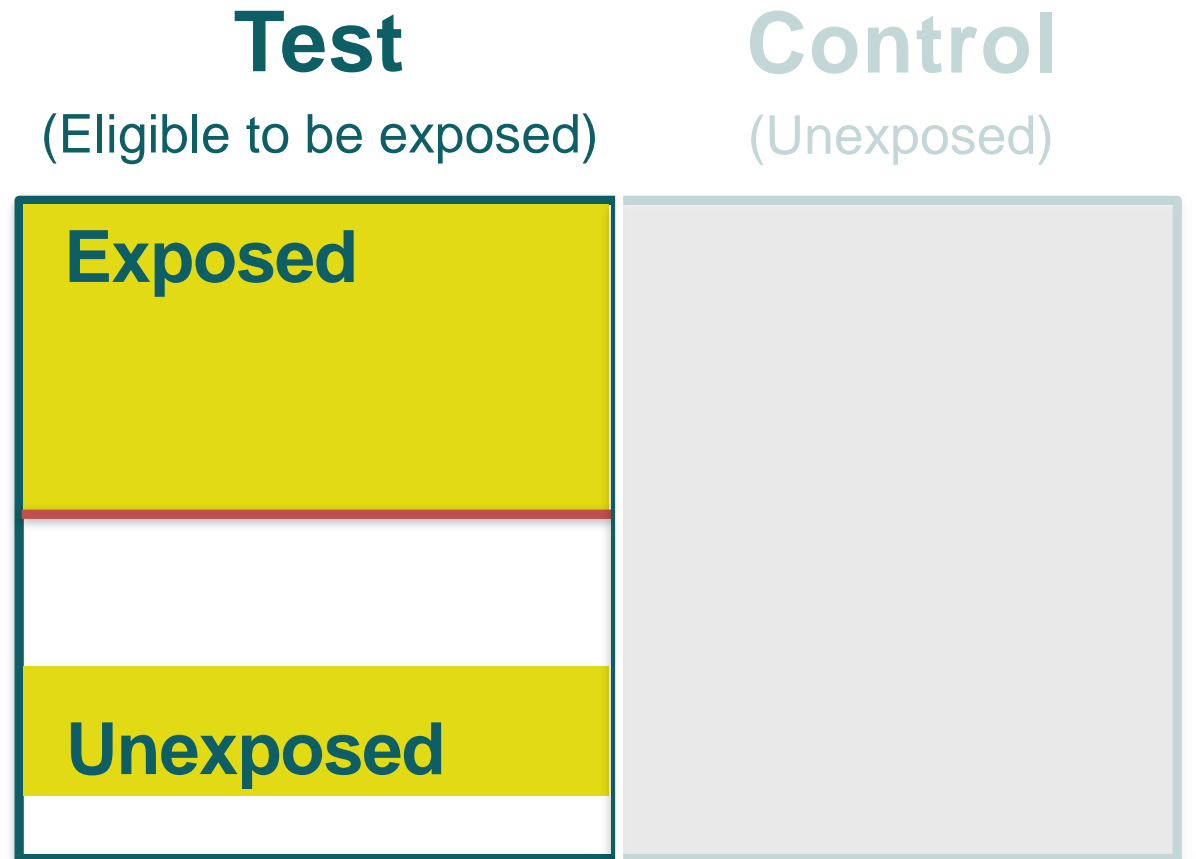 Test
(Eligible to be exposed)
Control
(Unexposed)
Exposed
Unexposed